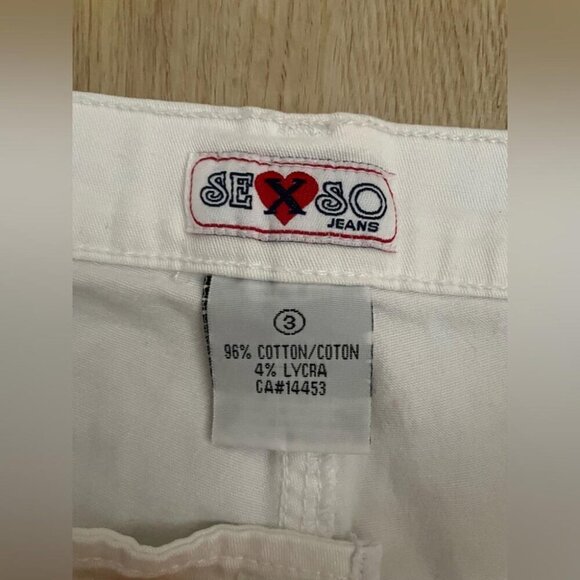 SEXSO
JEANS
3
96% COTTON/COTON
4% LYCRA
CA#14453